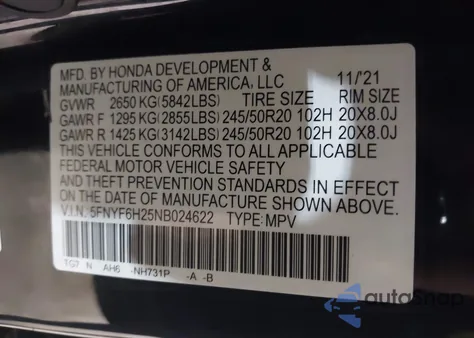 MFD. BY HONDA DEVELOPMENT &
MANUFACTURING OF AMERICA, LLC 11/21
GVWR 2650 KG(5842LBS) TIRE SIZE RIM SIZE
GAWR F 1295 KG(2855LBS) 245/50R20 102H 20X8.0J
GAWR R 1425 KG(3142LBS) 245/50R20 102H 20X8.0J
THIS VEHICLE CONFORMS TO ALL APPLICABLE
FEDERAL MOTOR VEHICLE SAFETY
AND THEFT PREVENTION STANDARDS IN EFFECT
ON THE DATE OF MANUFACTURE SHOWN ABOVE.
V.I.N. 5FNYF6H25NB024622 TYPE: MPV
TG7 N AH6 -NH731P -A -B
autoSnap